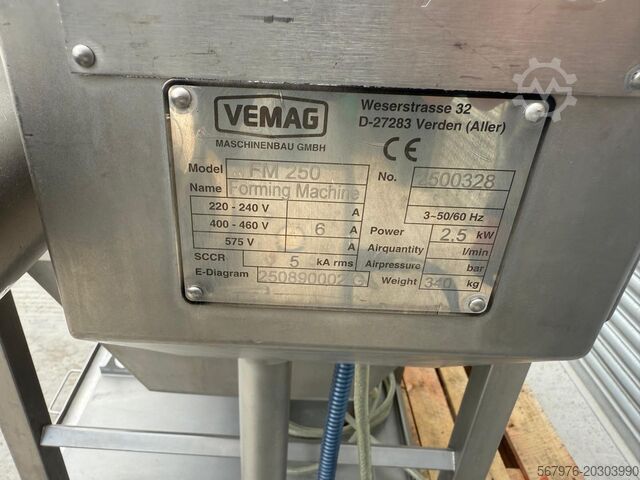 VEMAG
MASCHINENBAU GMBH
Weserstrasse 32
D-27283 Verden (Aller)
CE
Model FM 250 No. 2500328
Name Forming Machine
220 - 240 V A 3~50/60 Hz
400 - 460 V 6 A Power 2,5 kW
575 V A Airquantity l/min
SCCR 5 kA rms Airpressure bar
E-Diagram 250890002 G Weight 340 kg
567976-20303990